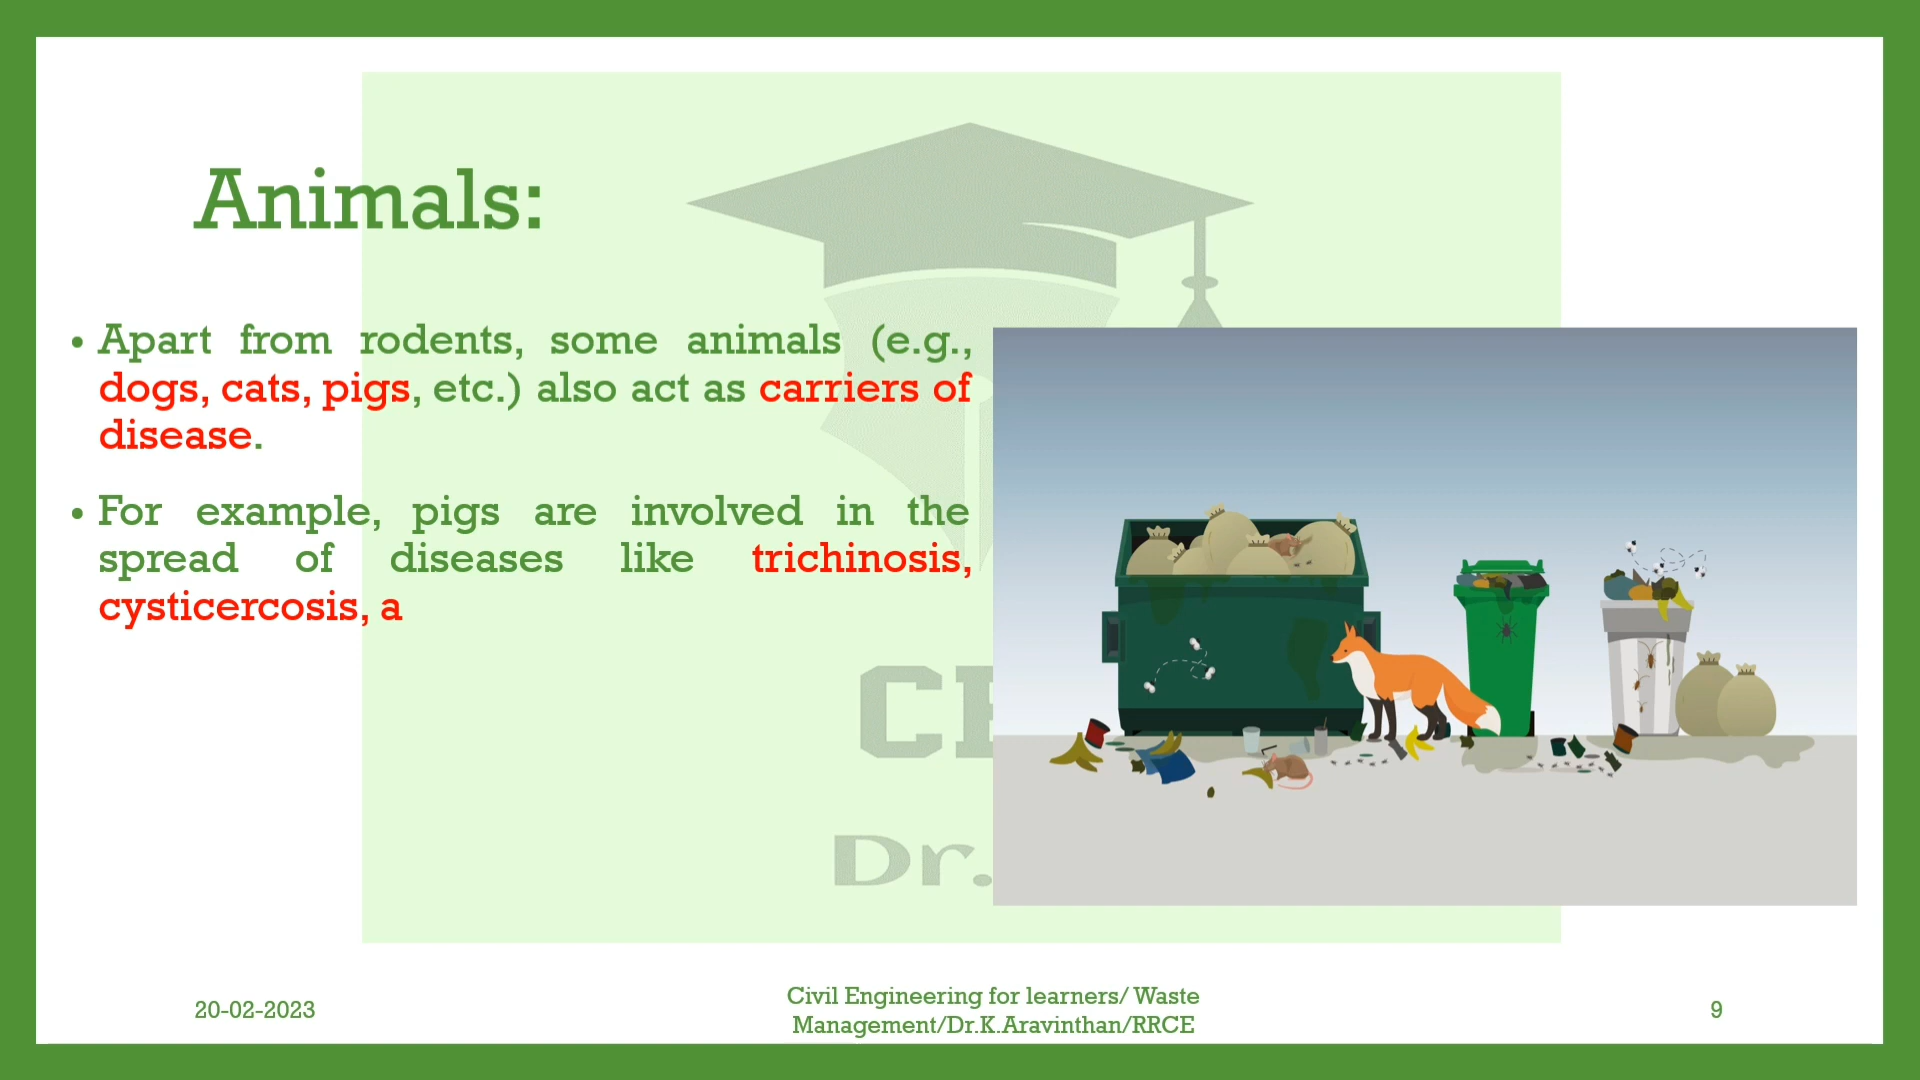 Animals:
• Apart from rodents, some animals (e.g.,
dogs, cats, pigs, etc.) also act as carriers of
disease.
• For example, pigs are involved in the
spread of diseases like trichinosis,
cysticercosis, a
Dr.
20-02-2023
Civil Engineering for learners/ Waste
Management/Dr.K.Aravinthan/RRCE
9